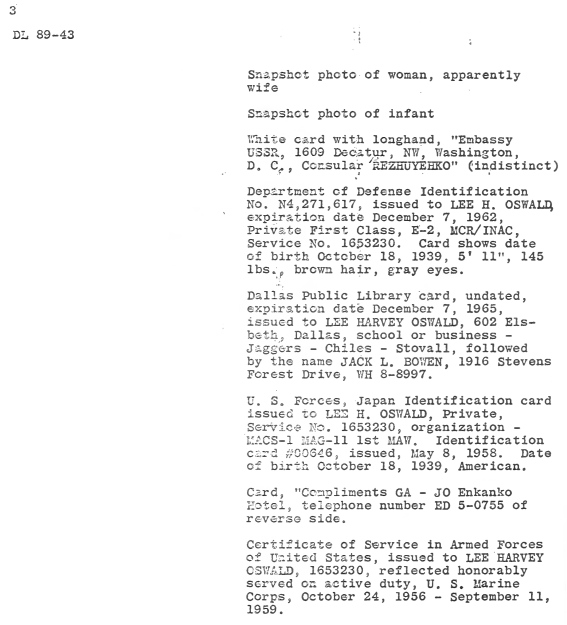 3
DL 89-43
Snapshot photo of woman, apparently
wife
Snapshot photo of infant
White card with longhand, "Embassy
USSR, 1609 Decatur, NW, Washington,
D. C., Consular REZHUYEHKO" (indistinct)
Department of Defense Identification
No. N4,271,617, issued to LEE H. OSWALD,
expiration date December 7, 1962,
Private First Class, E-2, MCR/INAC,
Service No. 1653230. Card shows date
of birth October 18, 1939, 5' 11", 145
lbs., brown hair, gray eyes.
Dallas Public Library card, undated,
expiration date December 7, 1965,
issued to LEE HARVEY OSWALD, 602 Els-
beth, Dallas, school or business -
Jaggers - Chiles - Stovall, followed
by the name JACK L. BOWEN, 1916 Stevens
Forest Drive, WH 8-8997.
U. S. Forces, Japan Identification card
issued to LEE H. OSWALD, Private,
Service No. 1653230, organization -
MACS-1 MAG-11 1st MAW. Identification
card #00646, issued, May 8, 1958. Date
of birth October 18, 1939, American.
Card, "Compliments GA - JO Enkanko
Hotel, telephone number ED 5-0755 of
reverse side.
Certificate of Service in Armed Forces
of United States, issued to LEE HARVEY
OSWALD, 1653230, reflected honorably
served on active duty, U. S. Marine
Corps, October 24, 1956 - September 11,
1959.